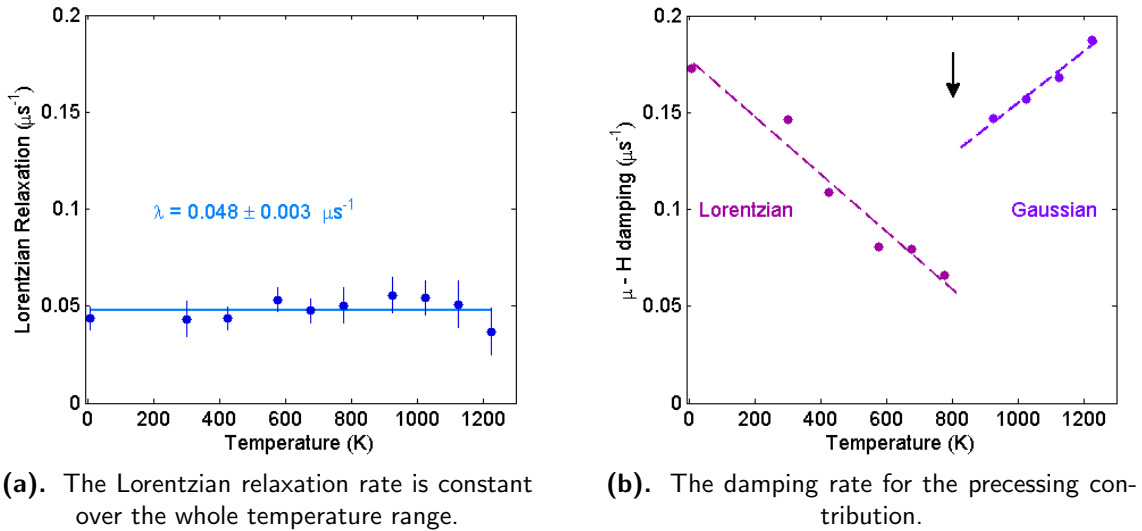 0.2
0.15
0.1
0.05
0
Lorentzian Relaxation (μs⁻¹)
λ = 0.048 ± 0.003 μs⁻¹
0 200 400 600 800 1000 1200
Temperature (K)
(a). The Lorentzian relaxation rate is constant
over the whole temperature range.
0.2
0.15
0.1
0.05
0
μ - H damping (μs⁻¹)
Lorentzian
Gaussian
0 200 400 600 800 1000 1200
Temperature (K)
(b). The damping rate for the precessing con-
tribution.